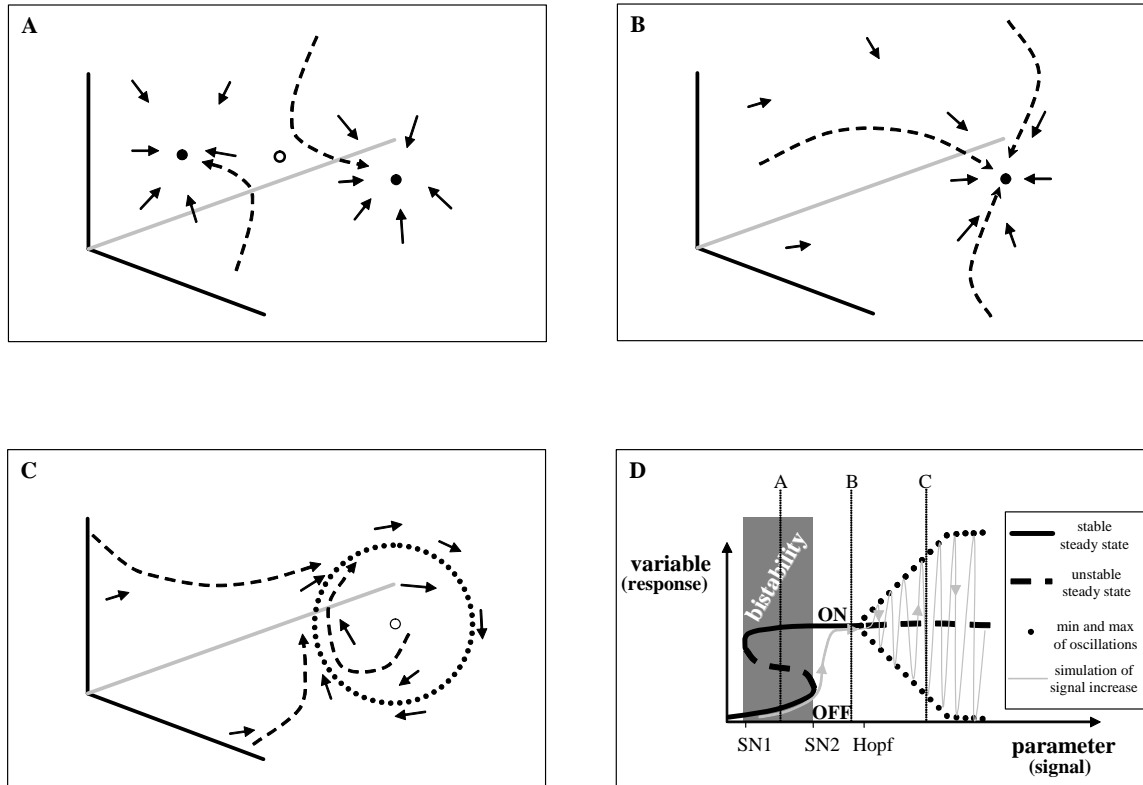 A
B
C
D
A
B
C
bistability
variable
(response)
ON
OFF
SN1
SN2
Hopf
parameter
(signal)
stable
steady state
unstable
steady state
min and max
of oscillations
simulation of
signal increase